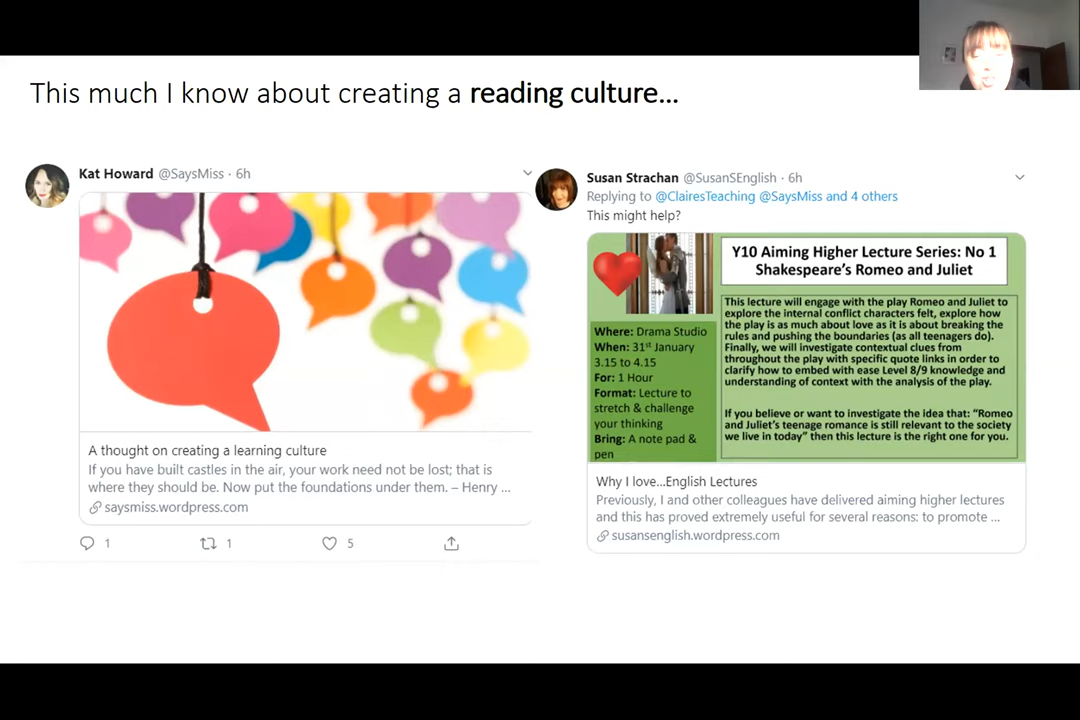 This much I know about creating a reading culture...
Kat Howard @SaysMiss · 6h
A thought on creating a learning culture
If you have built castles in the air, your work need not be lost; that is
where they should be. Now put the foundations under them. – Henry ...
saysmiss.wordpress.com
1 1 5
Susan Strachan @SusanSEnglish · 6h
Replying to @ClairesTeaching @SaysMiss and 4 others
This might help?
Y10 Aiming Higher Lecture Series: No 1
Shakespeare's Romeo and Juliet
Where: Drama Studio
When: 31st January
3.15 to 4.15
For: 1 Hour
Format: Lecture to
stretch & challenge
your thinking
Bring: A note pad &
pen
This lecture will engage with the play Romeo and Juliet to
explore the internal conflict characters felt, explore how
the play is as much about love as it is about breaking the
rules and pushing the boundaries (as all teenagers do).
Finally, we will investigate contextual clues from
throughout the play with specific quote links in order to
clarify how to embed with ease Level 8/9 knowledge and
understanding of context with the analysis of the play.
If you believe or want to investigate the idea that: "Romeo
and Juliet's teenage romance is still relevant to the society
we live in today" then this lecture is the right one for you.
Why I love...English Lectures
Previously, I and other colleagues have delivered aiming higher lectures
and this has proved extremely useful for several reasons: to promote ...
susansenglish.wordpress.com